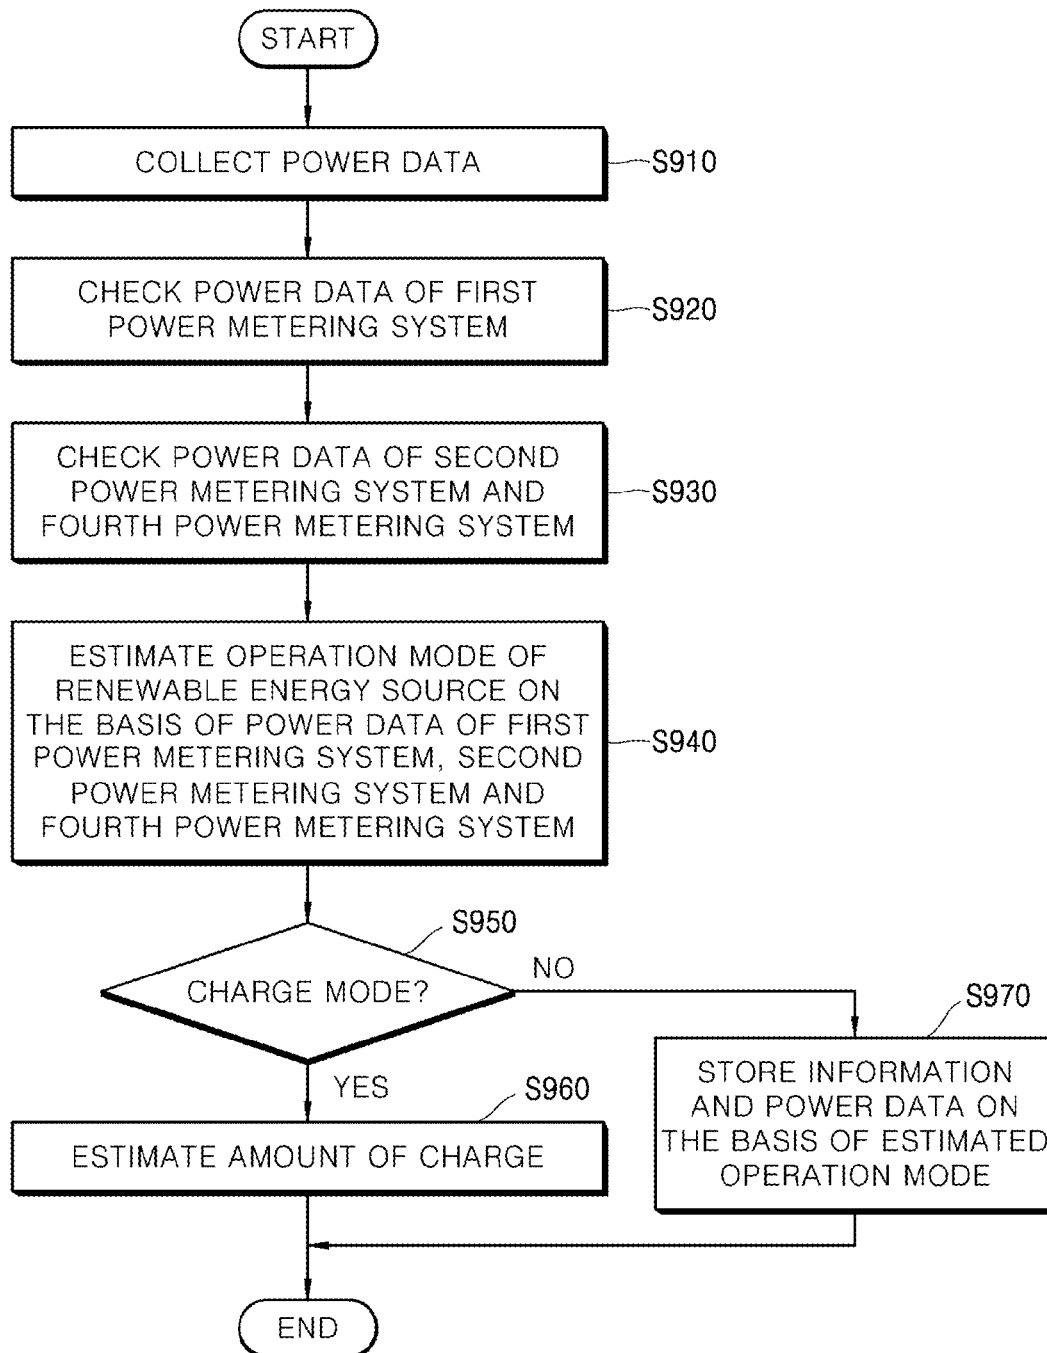 START
COLLECT POWER DATA
S910
CHECK POWER DATA OF FIRST
POWER METERING SYSTEM
S920
CHECK POWER DATA OF SECOND
POWER METERING SYSTEM AND
FOURTH POWER METERING SYSTEM
S930
ESTIMATE OPERATION MODE OF
RENEWABLE ENERGY SOURCE ON
THE BASIS OF POWER DATA OF FIRST
POWER METERING SYSTEM, SECOND
POWER METERING SYSTEM AND
FOURTH POWER METERING SYSTEM
S940
S950
CHARGE MODE?
NO
YES
S960
ESTIMATE AMOUNT OF CHARGE
S970
STORE INFORMATION
AND POWER DATA ON
THE BASIS OF ESTIMATED
OPERATION MODE
END